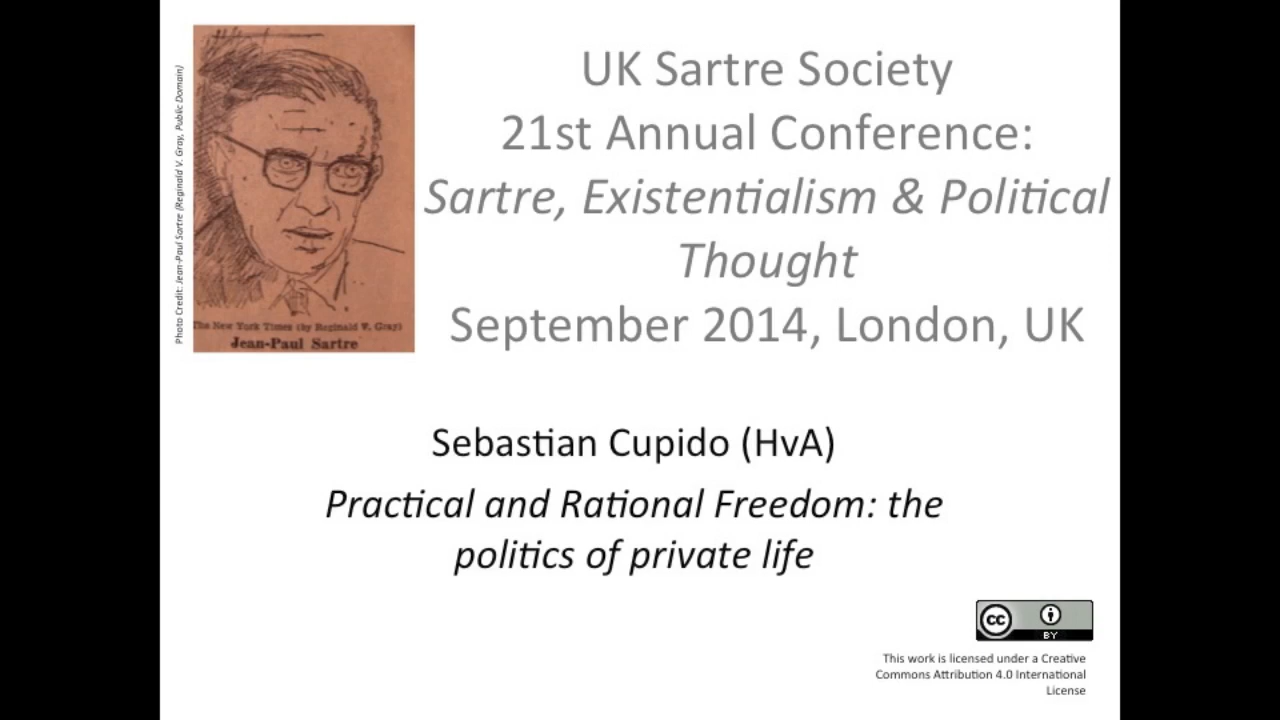 Photo Credit: Jean-Paul Sartre (Reginald V. Gray, Public Domain)
The New York Times (by Reginald V. Gray)
Jean-Paul Sartre
UK Sartre Society
21st Annual Conference:
Sartre, Existentialism & Political
Thought
September 2014, London, UK
Sebastian Cupido (HvA)
Practical and Rational Freedom: the
politics of private life
cc
BY
This work is licensed under a Creative
Commons Attribution 4.0 International
License